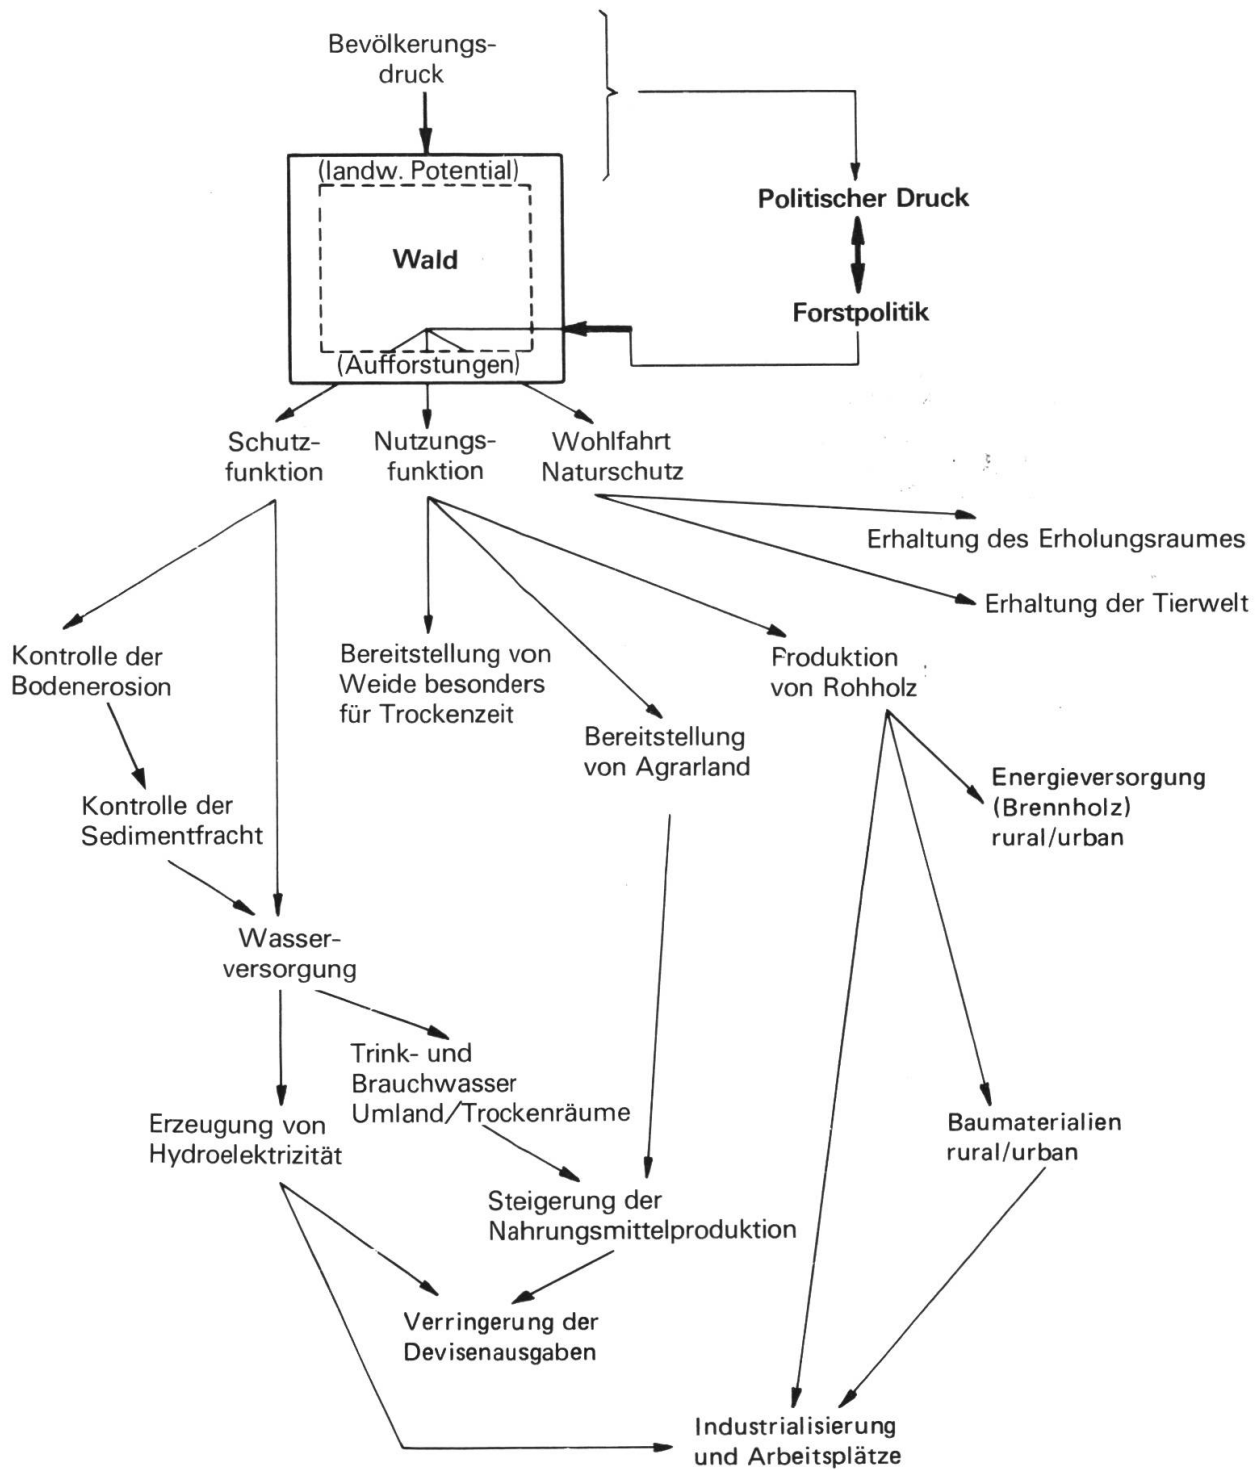 Bevölkerungs-
druck
(landw. Potential)
Wald
(Aufforstungen)
Politischer Druck
Forstpolitik
Schutz-
funktion
Nutzungs-
funktion
Wohlfahrt
Naturschutz
Erhaltung des Erholungsraumes
Erhaltung der Tierwelt
Kontrolle der
Bodenerosion
Bereitstellung von
Weide besonders
für Trockenzeit
Produktion
von Rohholz
Bereitstellung
von Agrarland
Energieversorgung
(Brennholz)
rural/urban
Kontrolle der
Sedimentfracht
Wasser-
versorgung
Trink- und
Brauchwasser
Umland/Trockenräume
Erzeugung von
Hydroelektrizität
Baumaterialien
rural/urban
Steigerung der
Nahrungsmittelproduktion
Verringerung der
Devisenausgaben
Industrialisierung
und Arbeitsplätze